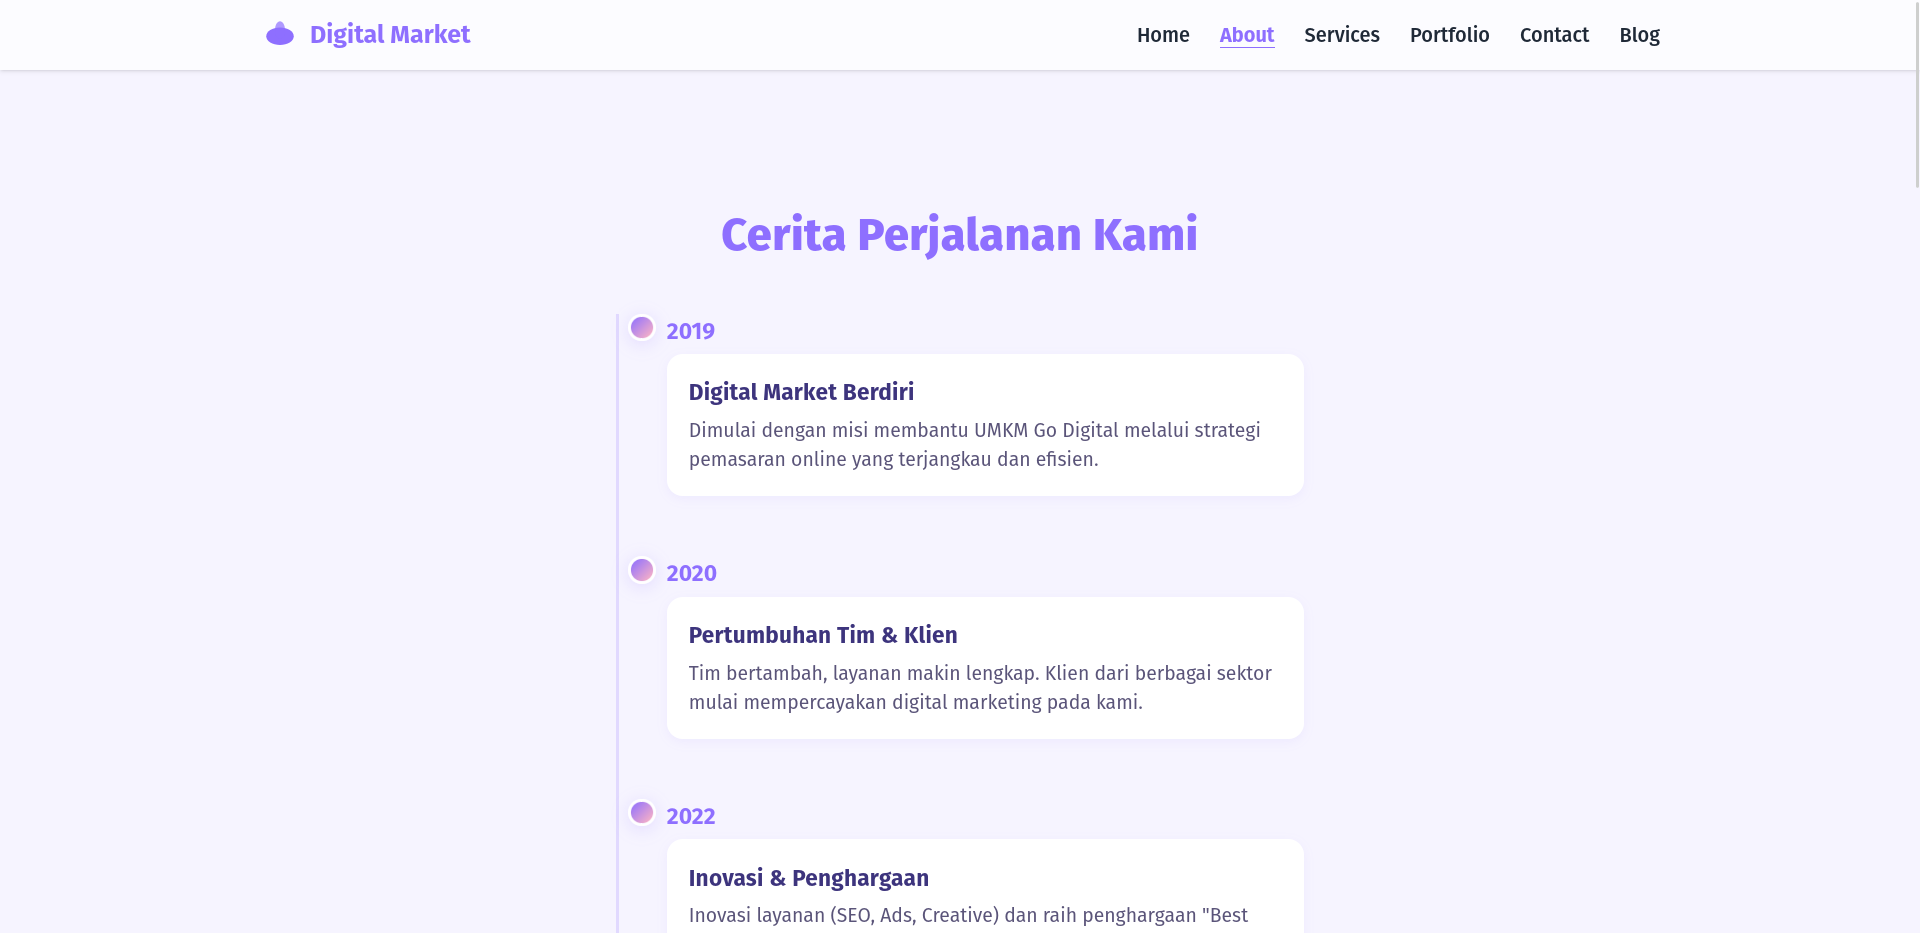 Digital Market
Home About Services Portfolio Contact Blog
Cerita Perjalanan Kami
2019
Digital Market Berdiri
Dimulai dengan misi membantu UMKM Go Digital melalui strategi
pemasaran online yang terjangkau dan efisien.
2020
Pertumbuhan Tim & Klien
Tim bertambah, layanan makin lengkap. Klien dari berbagai sektor
mulai mempercayakan digital marketing pada kami.
2022
Inovasi & Penghargaan
Inovasi layanan (SEO, Ads, Creative) dan raih penghargaan "Best